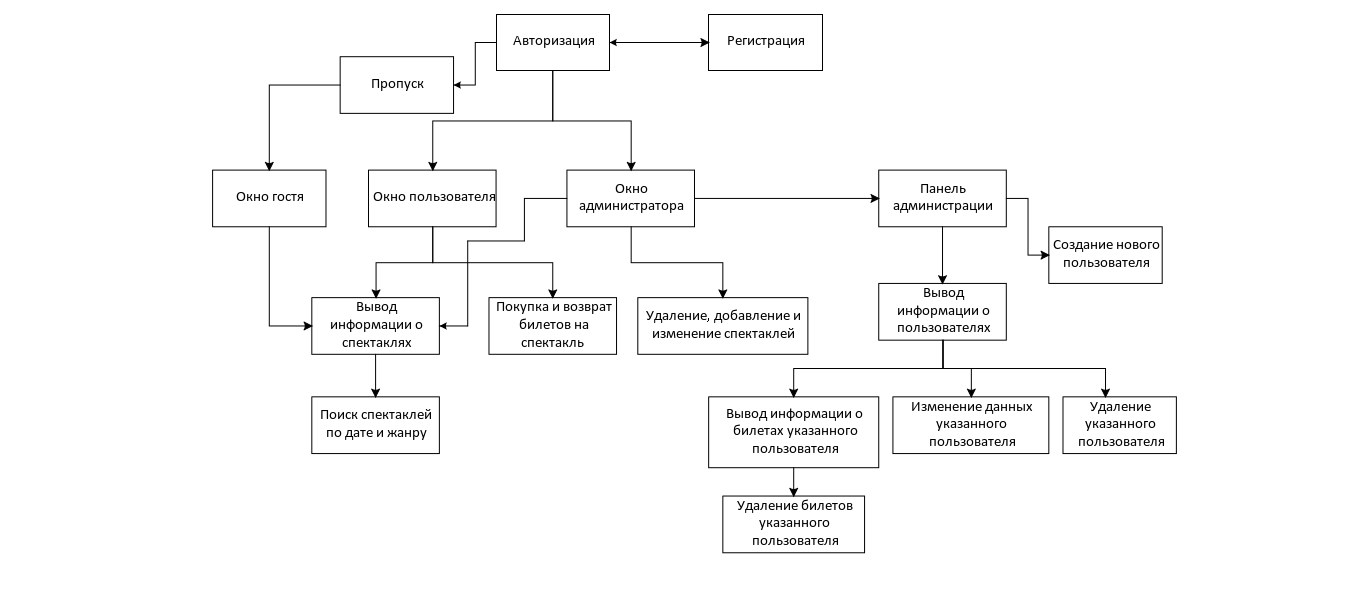 Авторизация
Регистрация
Пропуск
Окно гостя
Окно пользователя
Окно
администратора
Панель
администрации
Создание нового
пользователя
Вывод
информации о
спектаклях
Покупка и возврат
билетов на
спектакль
Удаление, добавление и
изменение спектаклей
Вывод
информации о
пользователях
Поиск спектаклей
по дате и жанру
Вывод информации о
билетах указанного
пользователя
Изменение данных
указанного
пользователя
Удаление
указанного
пользователя
Удаление билетов
указанного
пользователя